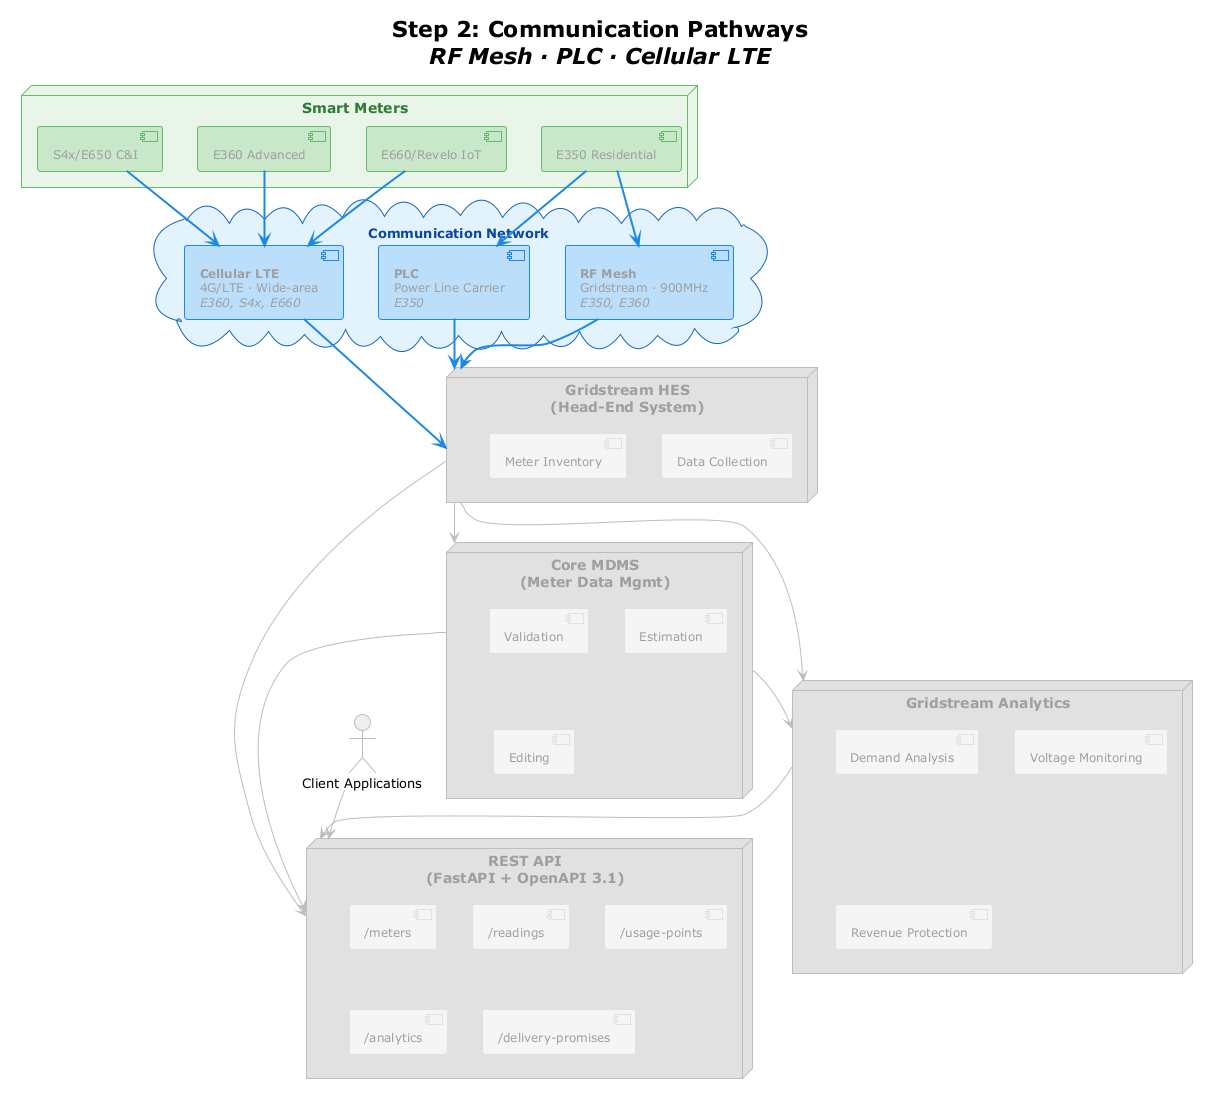 Step 2: Communication Pathways
RF Mesh · PLC · Cellular LTE
Smart Meters
S4x/E650 C&I
E360 Advanced
E660/Revelo IoT
E350 Residential
Communication Network
Cellular LTE
4G/LTE · Wide-area
E360, S4x, E660
PLC
Power Line Carrier
E350
RF Mesh
Gridstream · 900MHz
E350, E360
Gridstream HES
(Head-End System)
Meter Inventory
Data Collection
Core MDMS
(Meter Data Mgmt)
Validation
Estimation
Editing
Gridstream Analytics
Demand Analysis
Voltage Monitoring
Revenue Protection
Client Applications
REST API
(FastAPI + OpenAPI 3.1)
/meters
/readings
/usage-points
/analytics
/delivery-promises